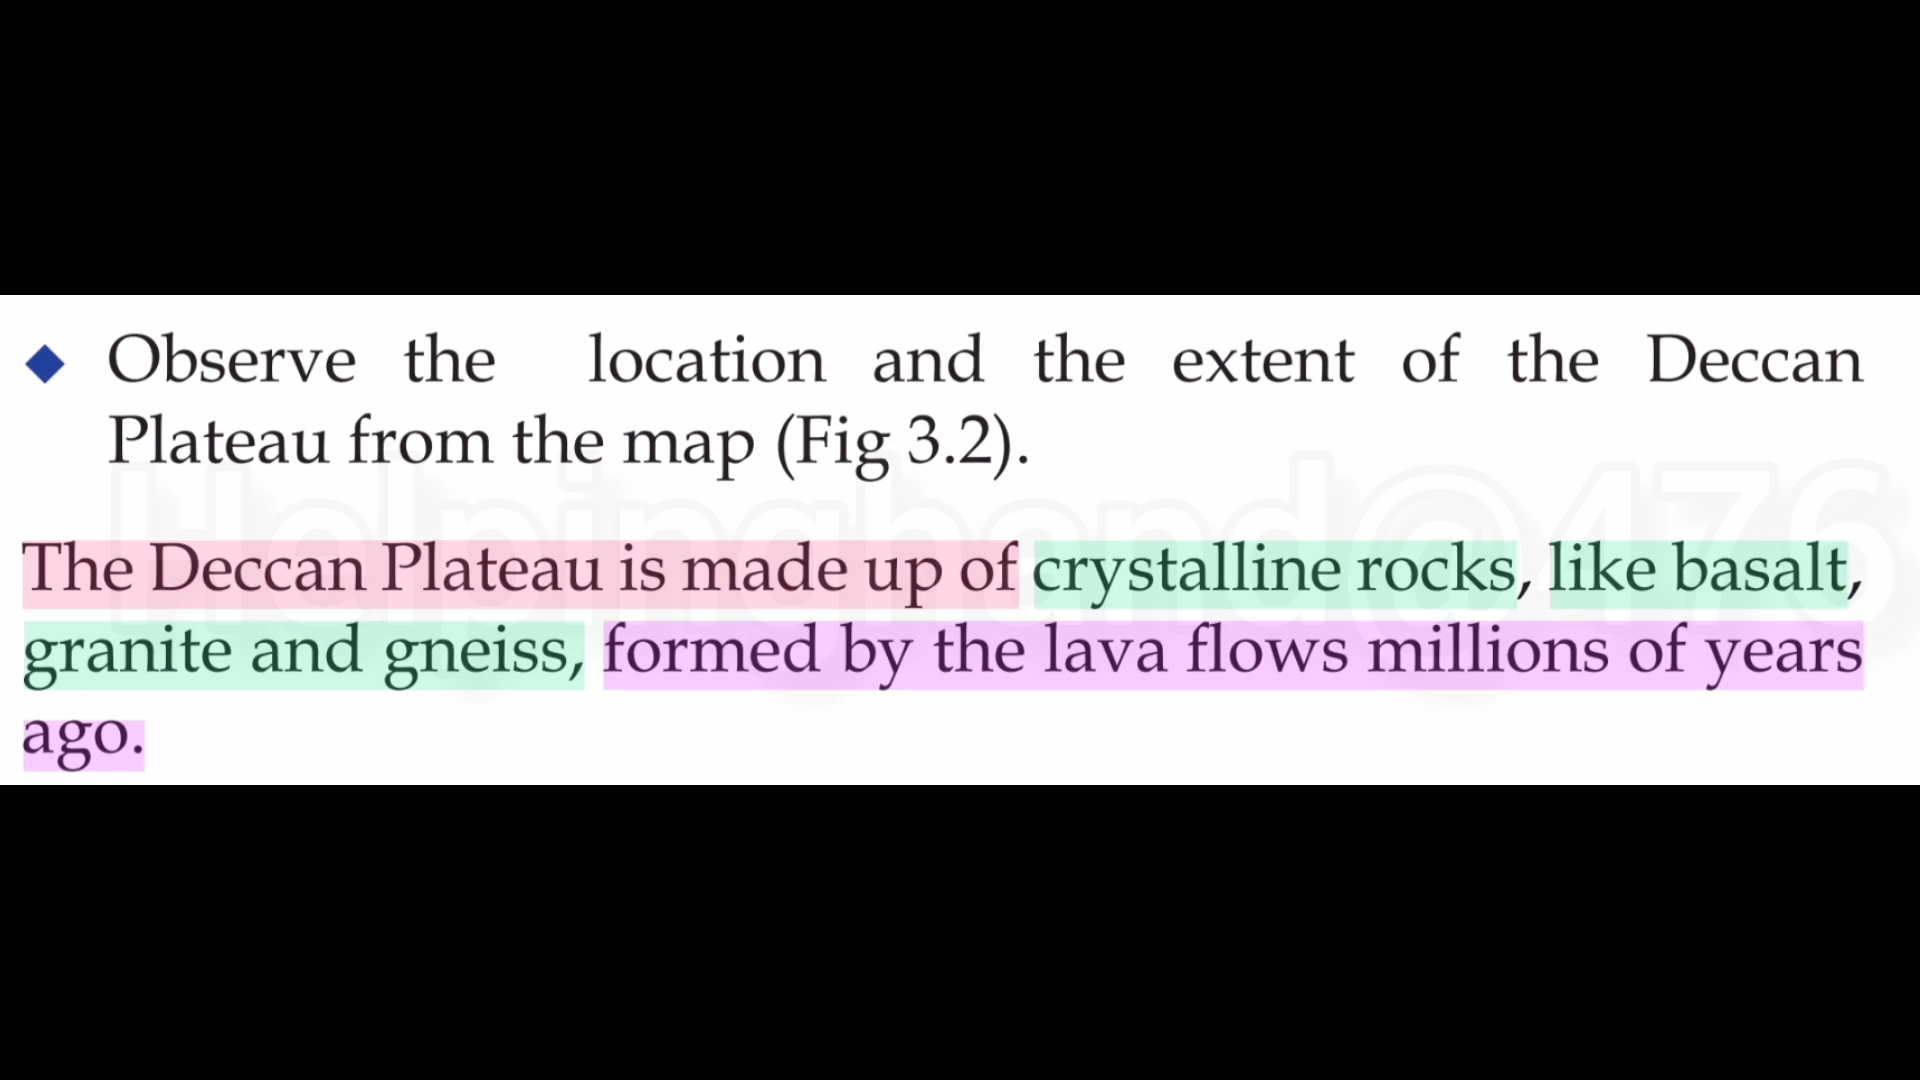 Observe the location and the extent of the Deccan
Plateau from the map (Fig 3.2).
Helpinghand@476
The Deccan Plateau is made up of crystalline rocks, like basalt,
granite and gneiss, formed by the lava flows millions of years
ago.